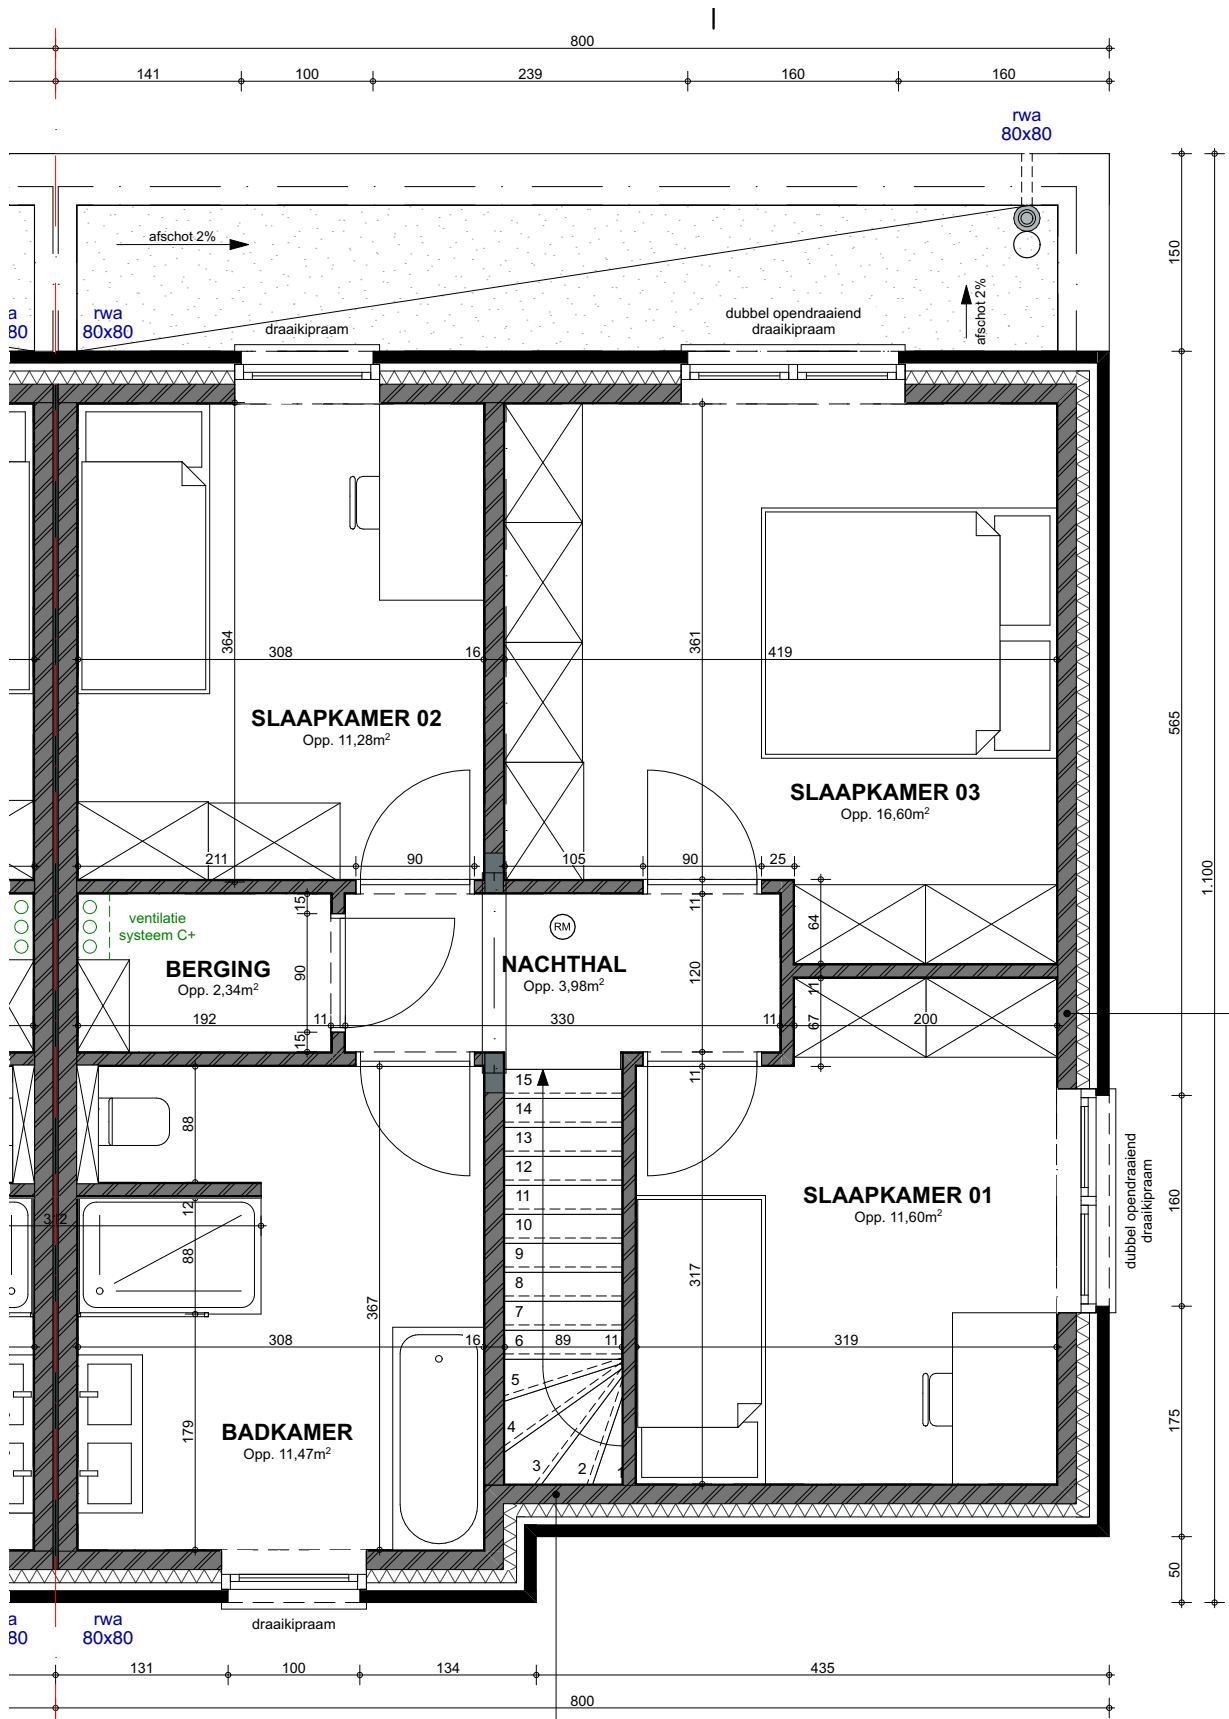 800
141
100
239
160
160
rwa
80x80
afschot 2%
150
afschot 2%
a
80
rwa
80x80
draaikipraam
dubbel opendraaiend
draaikipraam
364
308
16
361
419
SLAAPKAMER 02
Opp. 11,28m²
SLAAPKAMER 03
Opp. 16,60m²
565
1.100
211
90
105
90
25
ventilatie
systeem C+
15
RM
11
64
BERGING
Opp. 2,34m²
90
NACHTHAL
Opp. 3,98m²
120
11
192
11
330
11
67
200
15
11
15
14
13
12
11
10
9
8
7
6
5
4
3
2
1
88
12
312
88
SLAAPKAMER 01
Opp. 11,60m²
317
160
dubbel opendraaiend
draaikipraam
367
308
16
89
11
319
179
BADKAMER
Opp. 11,47m²
175
50
a
80
rwa
80x80
draaikipraam
131
100
134
435
800